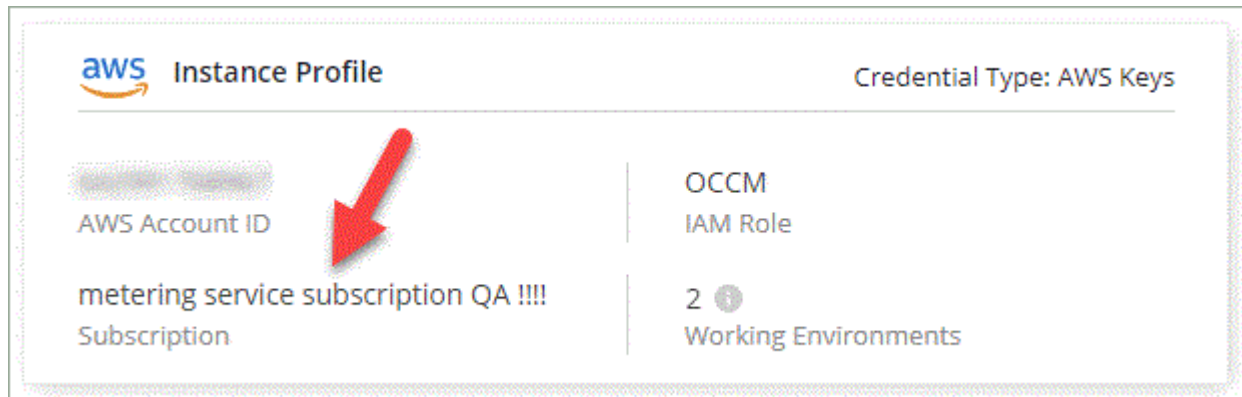 aws Instance Profile Credential Type: AWS Keys
OCCM
AWS Account ID IAM Role
metering service subscription QA !!!! 2
Subscription Working Environments